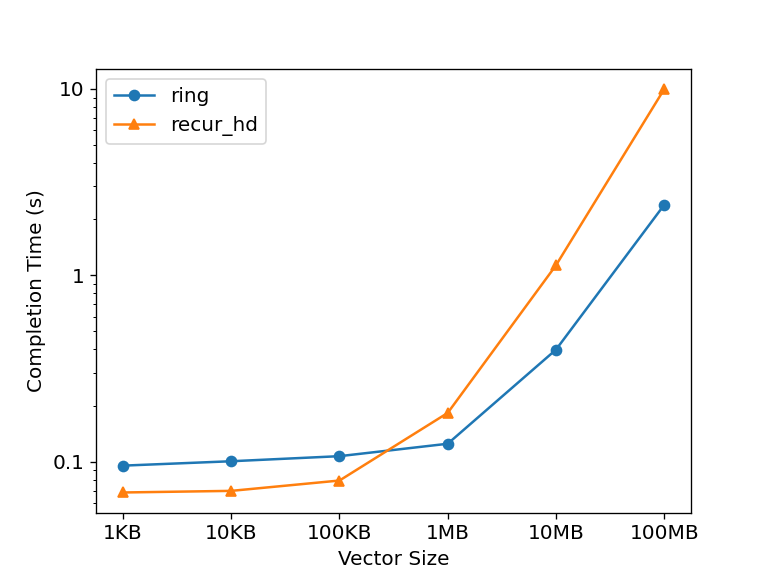 ring
recur_hd
10
1
0.1
Completion Time (s)
1KB 10KB 100KB 1MB 10MB 100MB
Vector Size